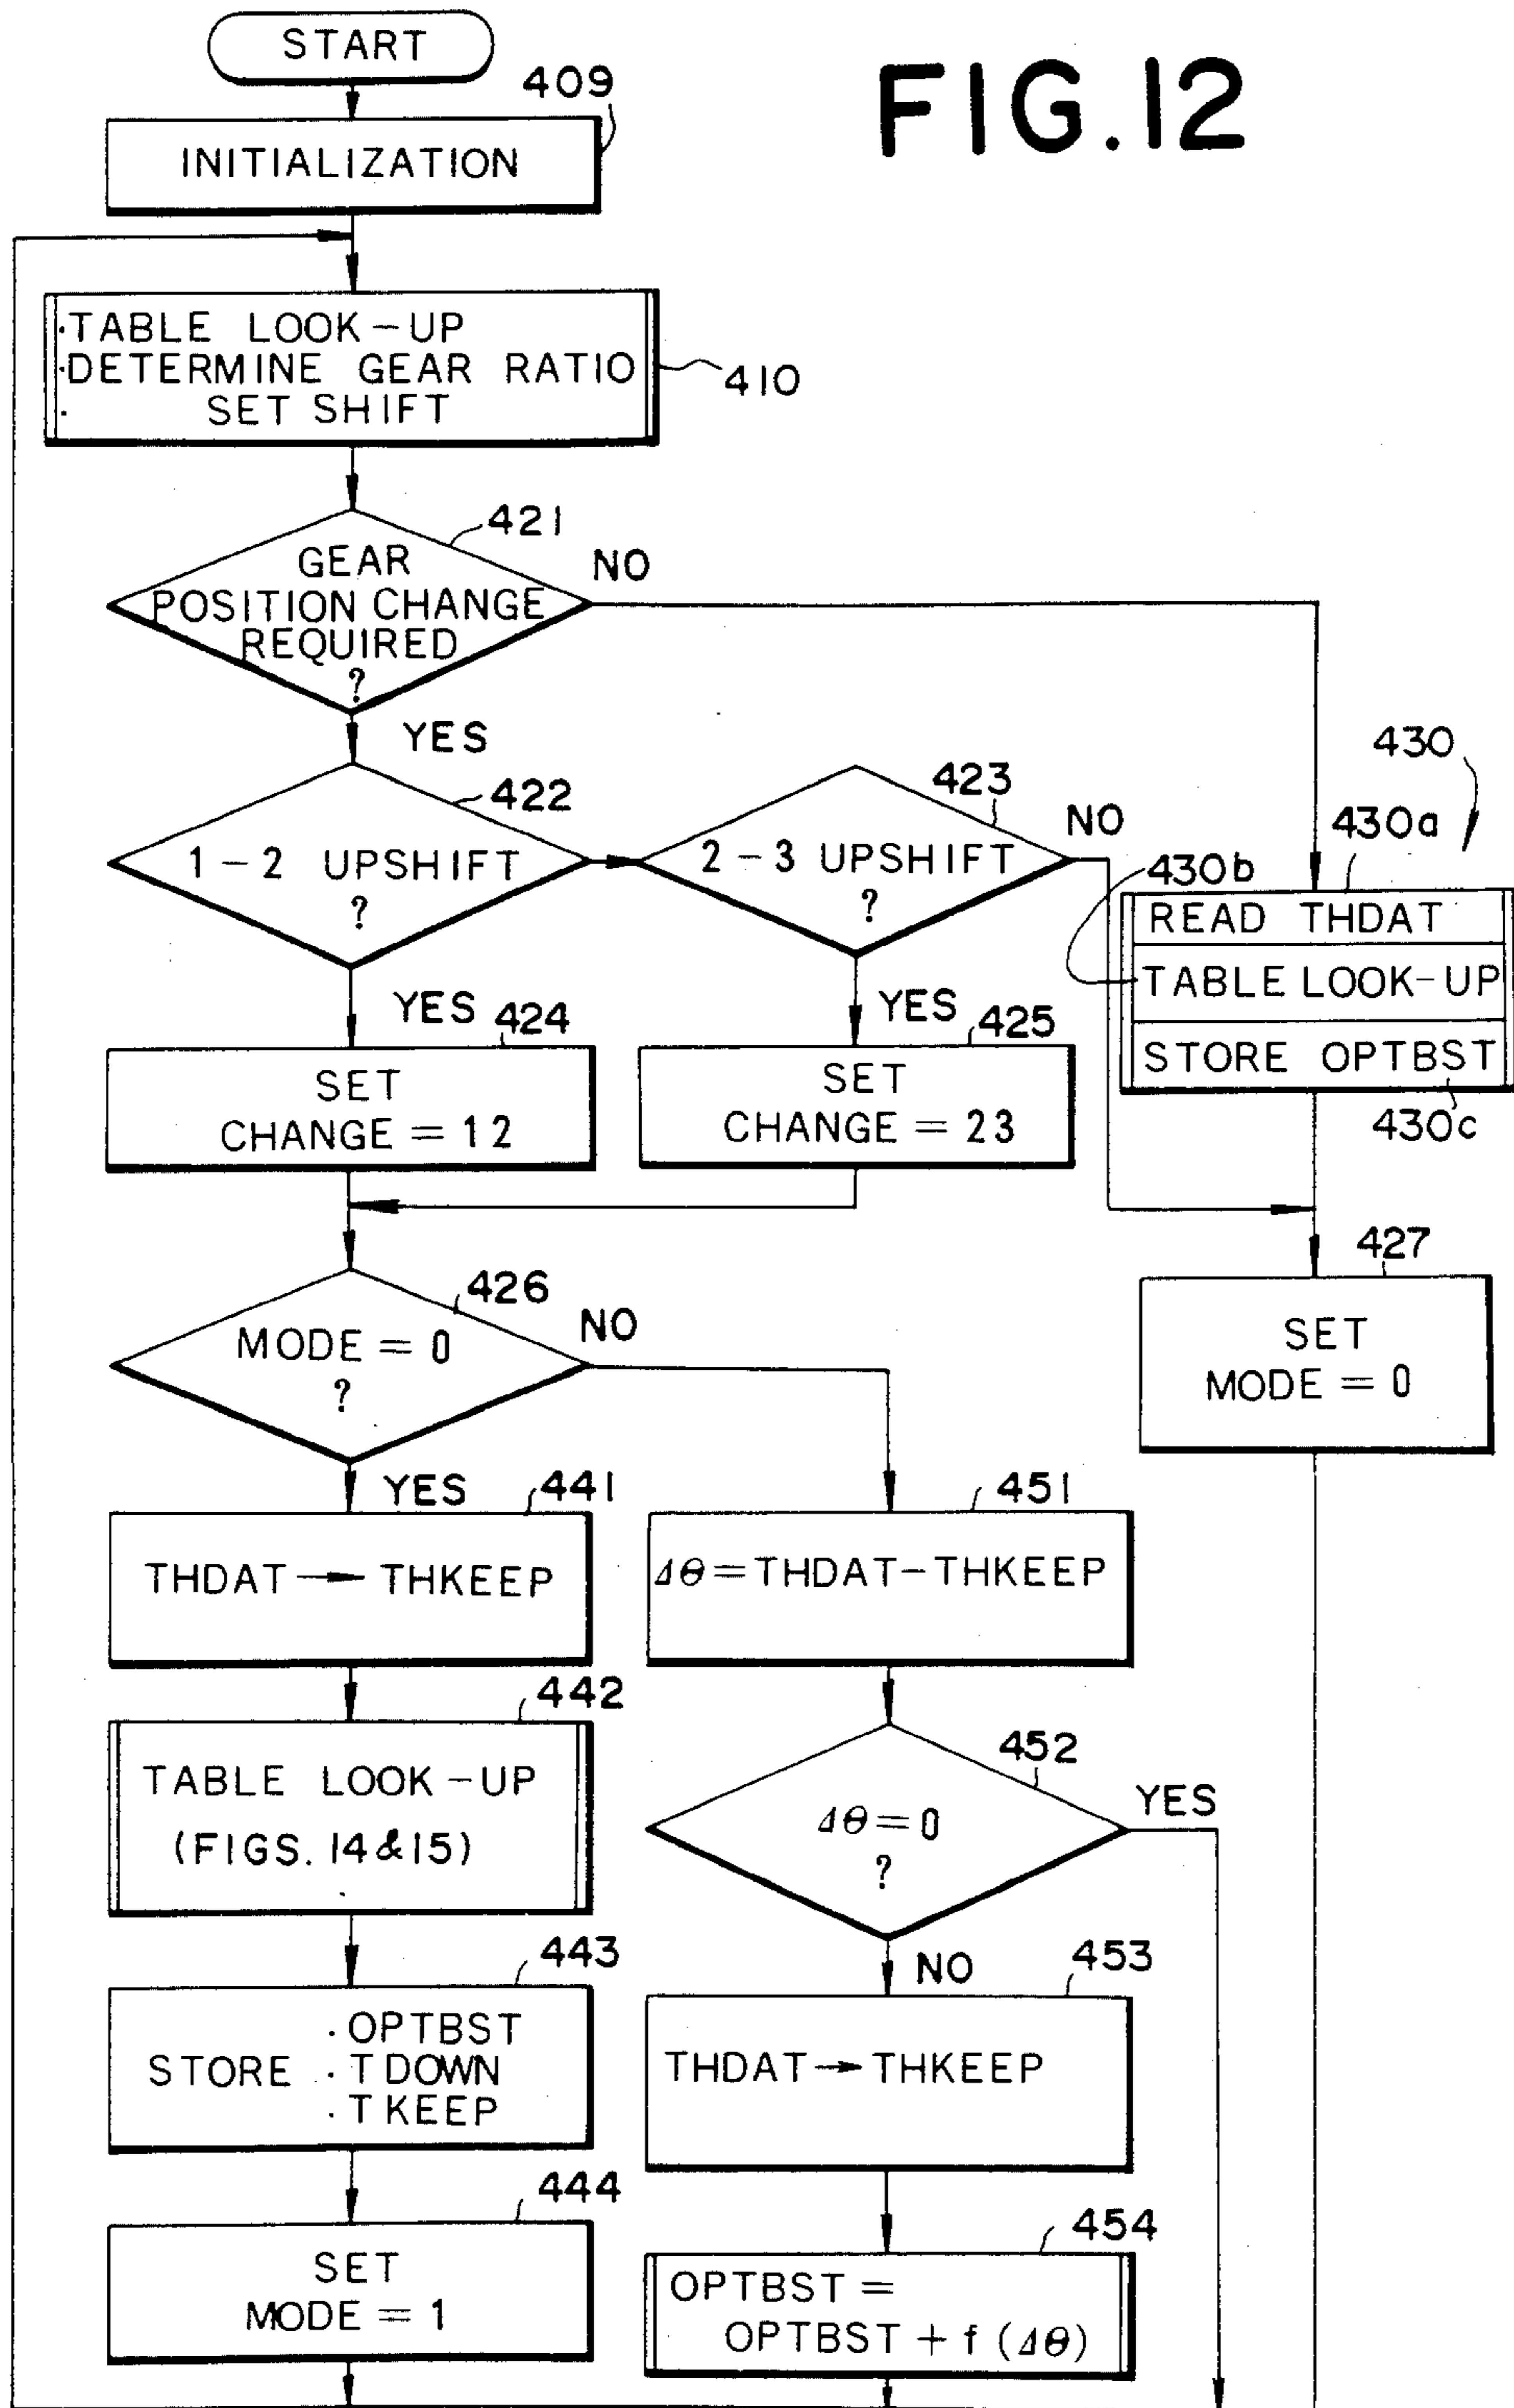 FIG.12
START
409
INITIALIZATION
·TABLE LOOK-UP
·DETERMINE GEAR RATIO
· SET SHIFT
410
421
GEAR
POSITION CHANGE
REQUIRED
?
NO
YES
422
1-2 UPSHIFT
?
423
2-3 UPSHIFT
?
NO
430
430a
430b
READ THDAT
TABLE LOOK-UP
STORE OPTBST
430c
YES
424
SET
CHANGE = 12
YES
425
SET
CHANGE = 23
426
MODE = 0
?
NO
427
SET
MODE = 0
YES
441
THDAT → THKEEP
451
Δθ = THDAT - THKEEP
442
TABLE LOOK-UP
(FIGS. 14 & 15)
452
Δθ = 0
?
YES
443
STORE · OPTBST
· TDOWN
· TKEEP
NO
453
THDAT → THKEEP
444
SET
MODE = 1
454
OPTBST =
OPTBST + f (Δθ)